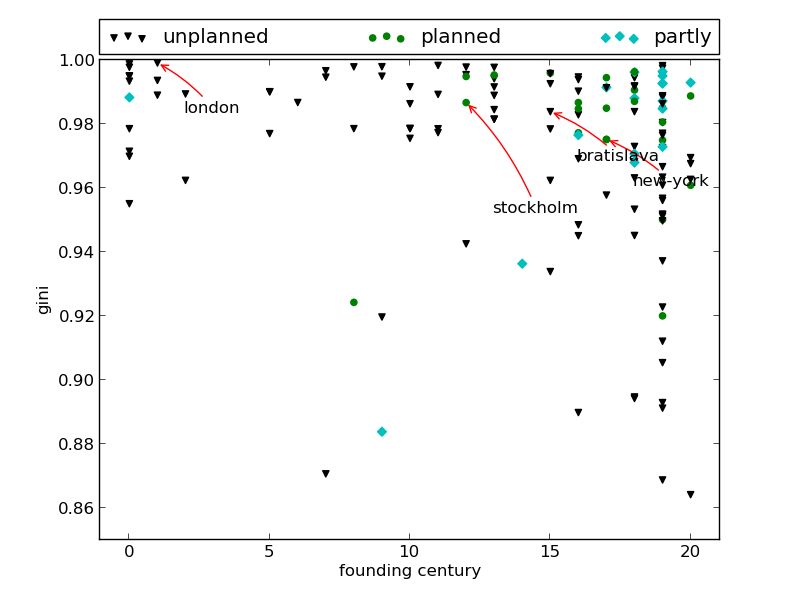 unplanned planned partly
1.00
london
0.98
bratislava
new-york
0.96
stockholm
0.94
gini
0.92
0.90
0.88
0.86
0 5 10 15 20
founding century